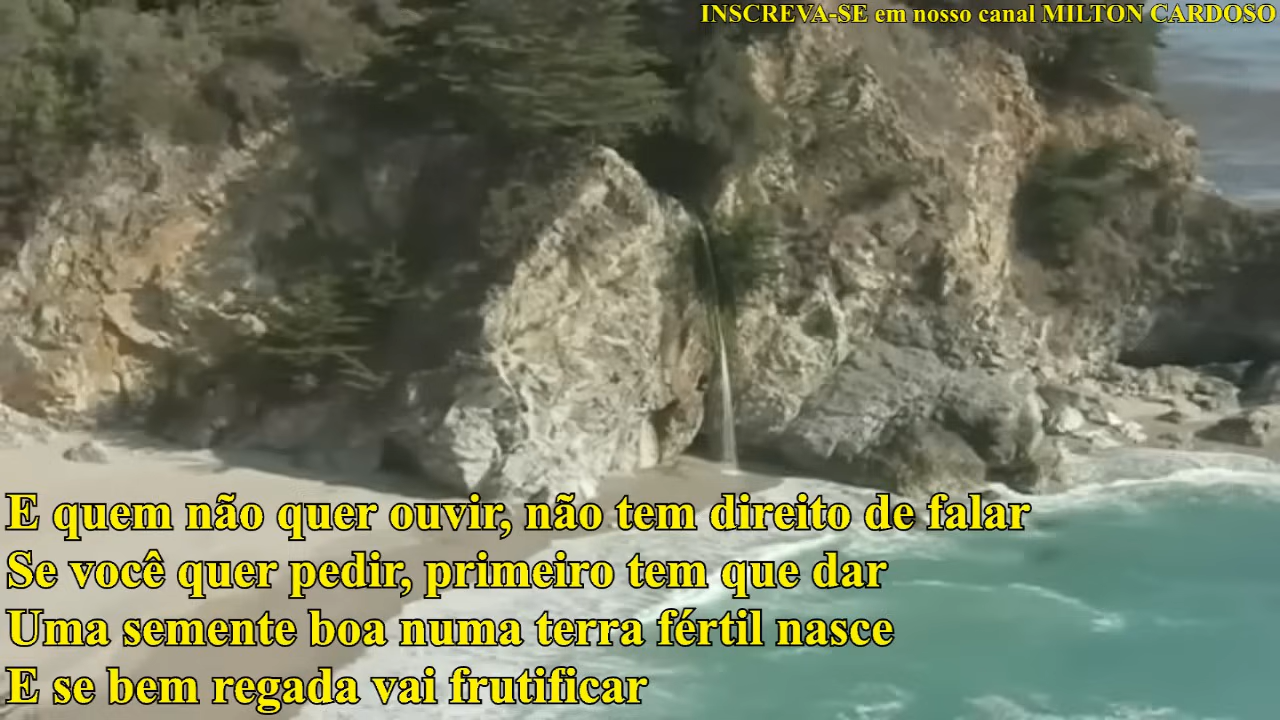 INSCREVA-SE em nosso canal MILTON CARDOSO
E quem não quer ouvir, não tem direito de falar
Se você quer pedir, primeiro tem que dar
Uma semente boa numa terra fértil nasce
E se bem regada vai frutificar